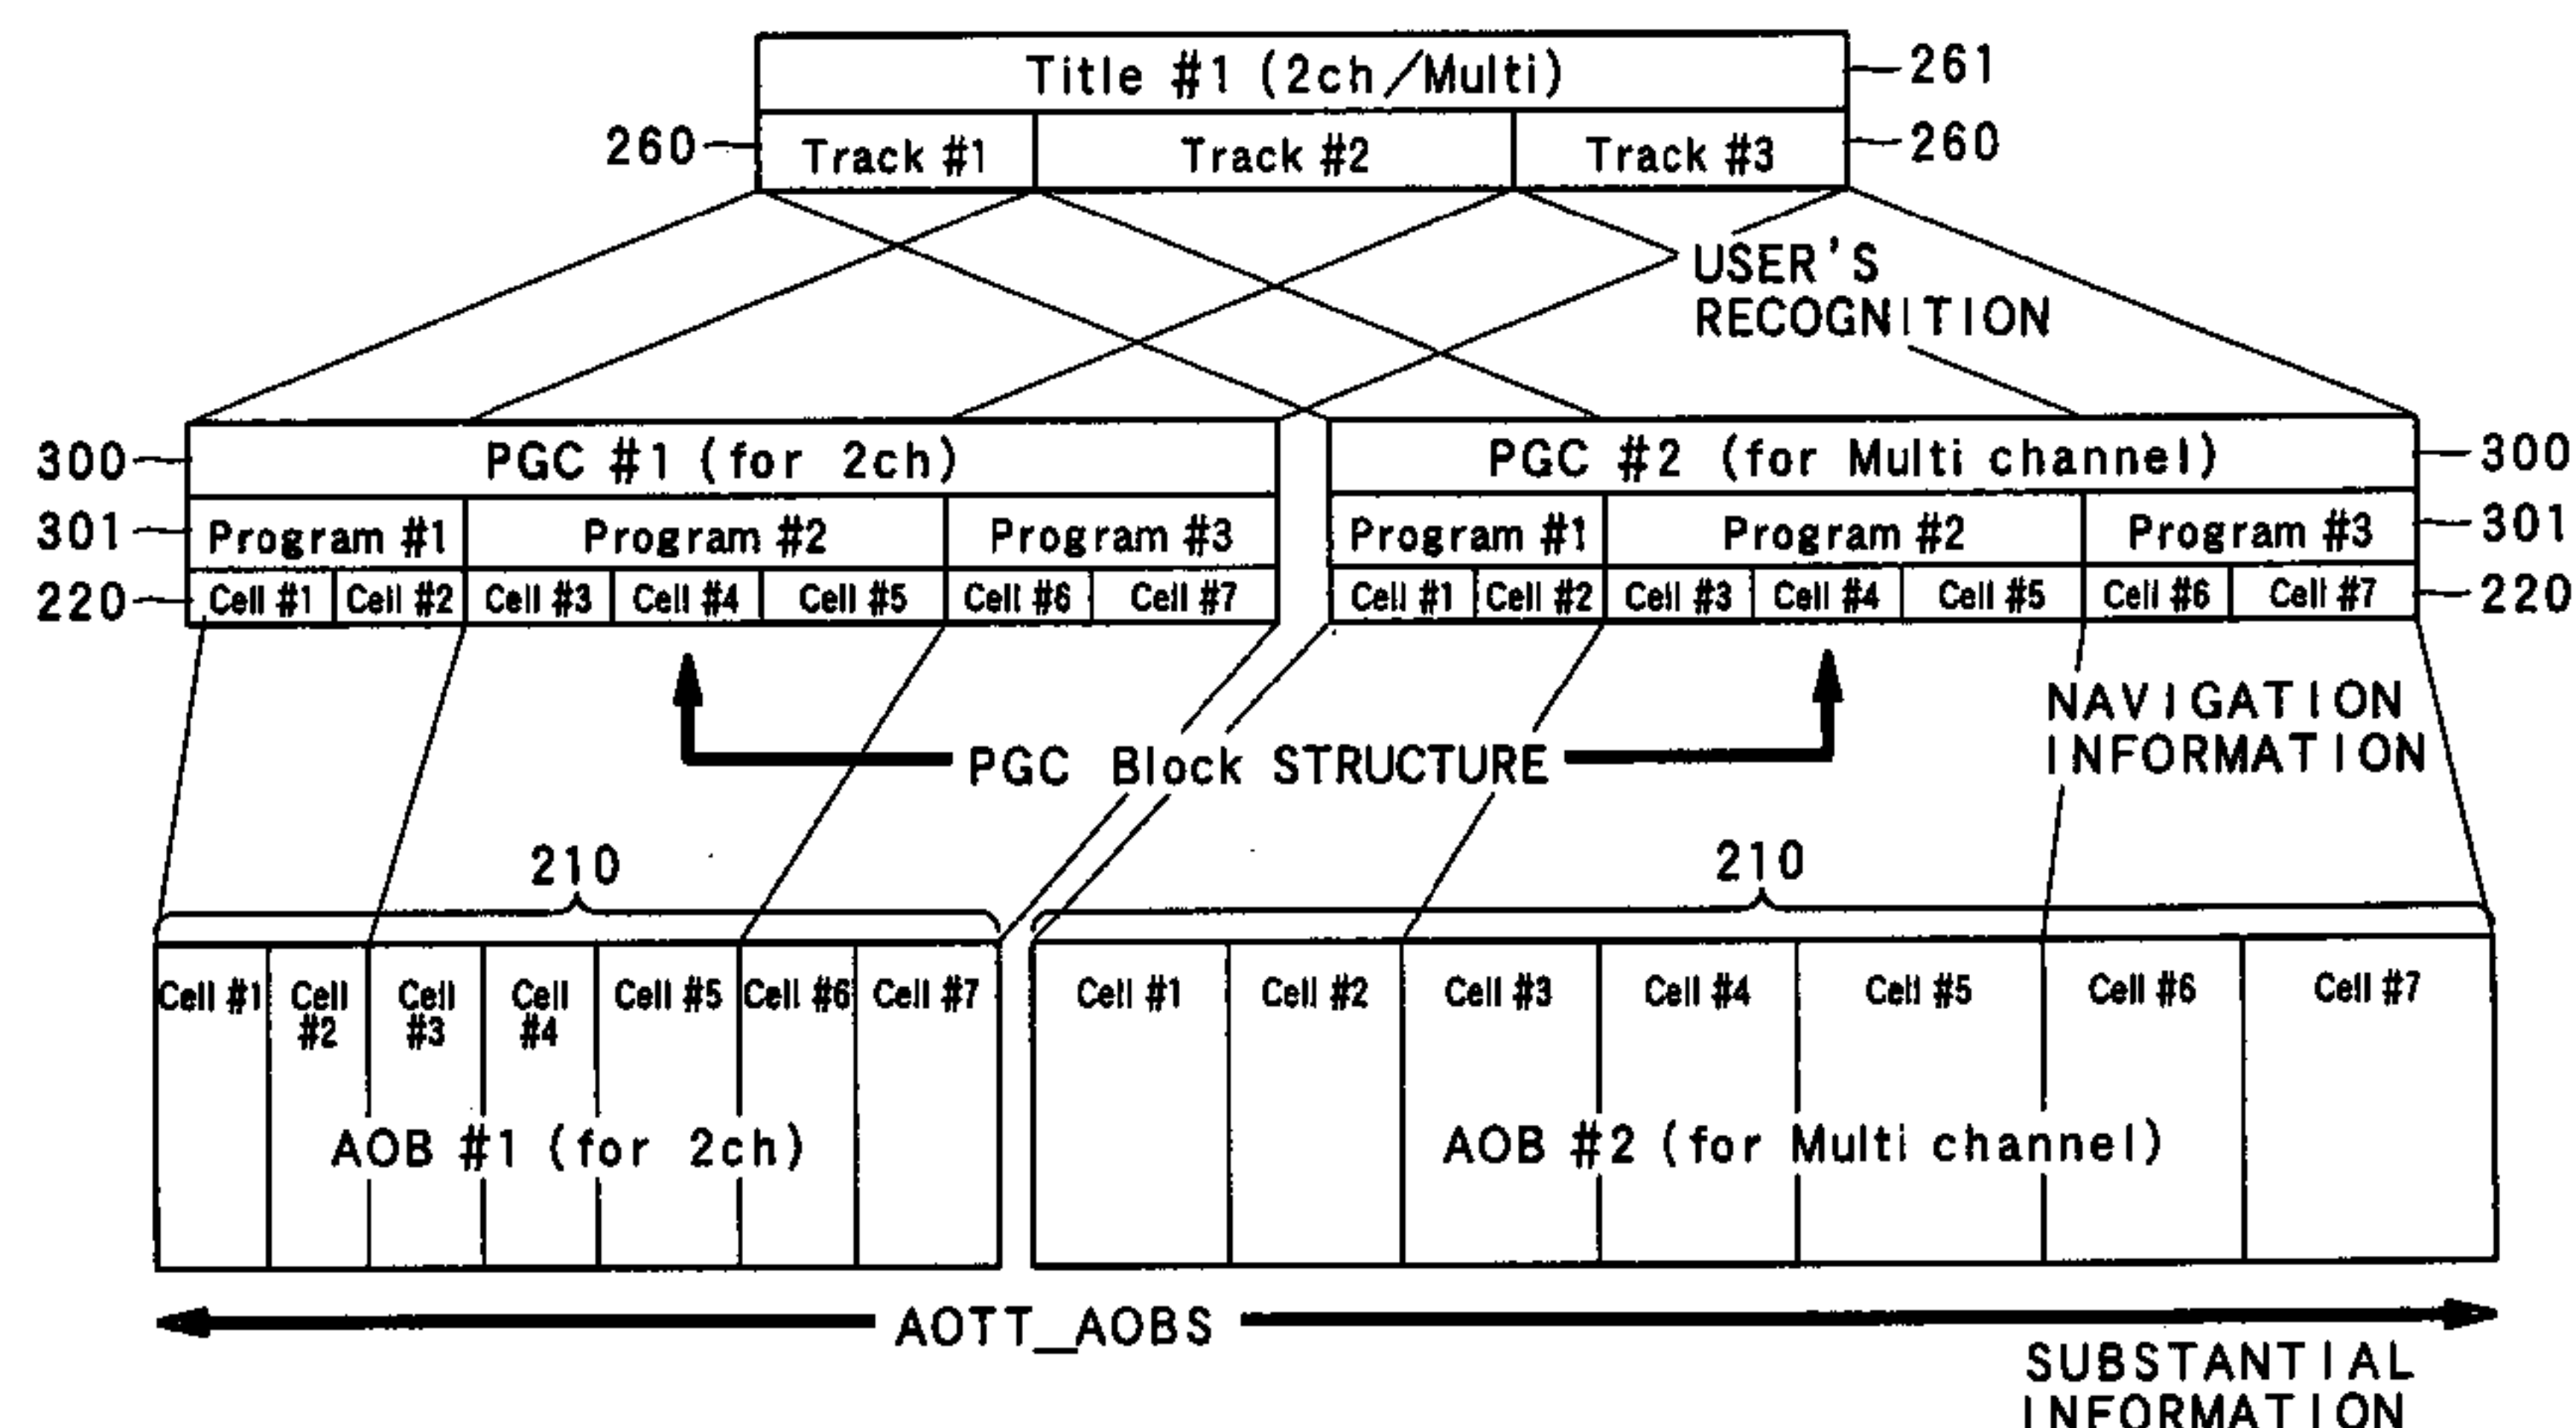 Title #1 (2ch/Multi)
261
260
Track #1
Track #2
Track #3
260
USER'S
RECOGNITION
300
PGC #1 (for 2ch)
PGC #2 (for Multi channel)
300
301
Program #1
Program #2
Program #3
Program #1
Program #2
Program #3
301
220
Cell #1
Cell #2
Cell #3
Cell #4
Cell #5
Cell #6
Cell #7
Cell #1
Cell #2
Cell #3
Cell #4
Cell #5
Cell #6
Cell #7
220
NAVIGATION
INFORMATION
PGC Block STRUCTURE
210
210
Cell #1
Cell
#2
Cell
#3
Cell
#4
Cell #5
Cell #6
Cell #7
Cell #1
Cell #2
Cell #3
Cell #4
Cell #5
Cell #6
Cell #7
AOB #1 (for 2ch)
AOB #2 (for Multi channel)
AOTT_AOBS
SUBSTANTIAL
INFORMATION